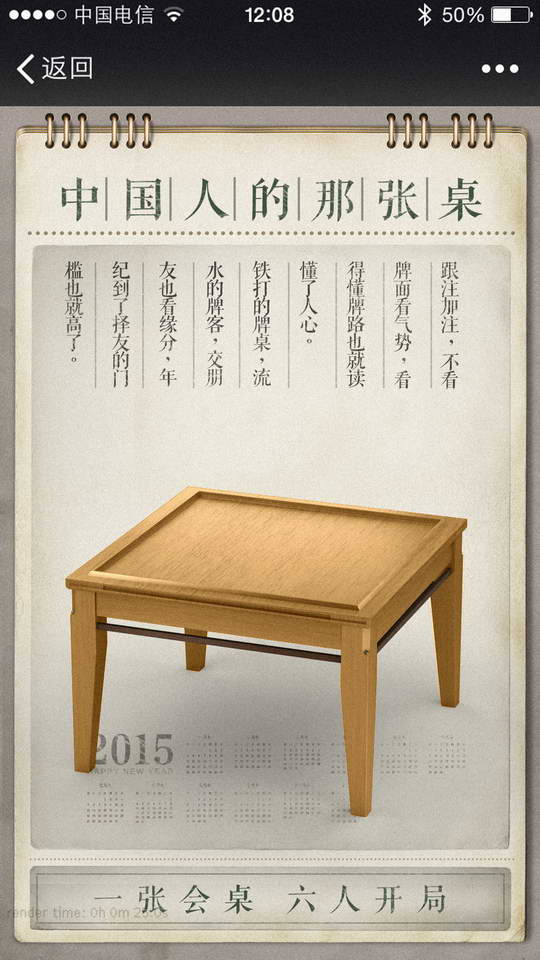 中国电信
12:08
50%
返回
中国人的那张桌
跟注加注，不看
牌面看气势，看
得懂牌路也就读
懂了人心。
铁打的牌桌，流
水的牌客，交朋
友也看缘分，年
纪到了择友的门
槛也就高了。
2015
HAPPY NEW YEAR
一张会桌 六人开局
render time: 0h 0m 25.0s